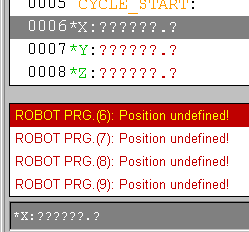 0005 CYCLE_START:
0006*X:??????.?
0007*Y:??????.?
0008*Z:??????.?
ROBOT PRG.(6): Position undefined!
ROBOT PRG.(7): Position undefined!
ROBOT PRG.(8): Position undefined!
ROBOT PRG.(9): Position undefined!
*X:??????.?